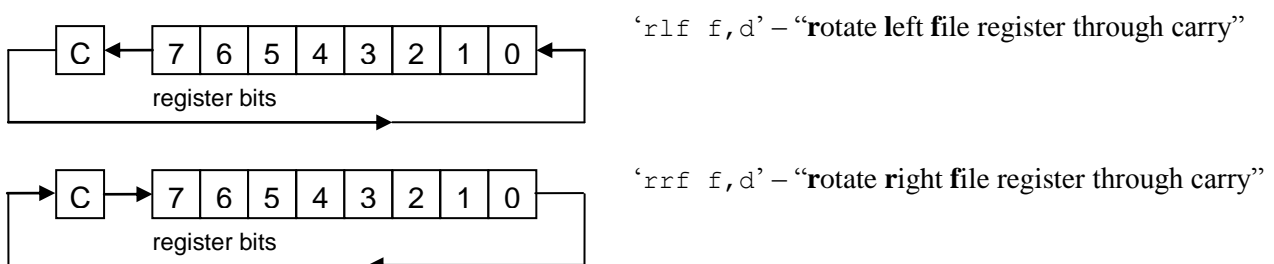 ‘rlf f,d’ – “rotate left file register through carry”
C 7 6 5 4 3 2 1 0
register bits
‘rrf f,d’ – “rotate right file register through carry”
C 7 6 5 4 3 2 1 0
register bits